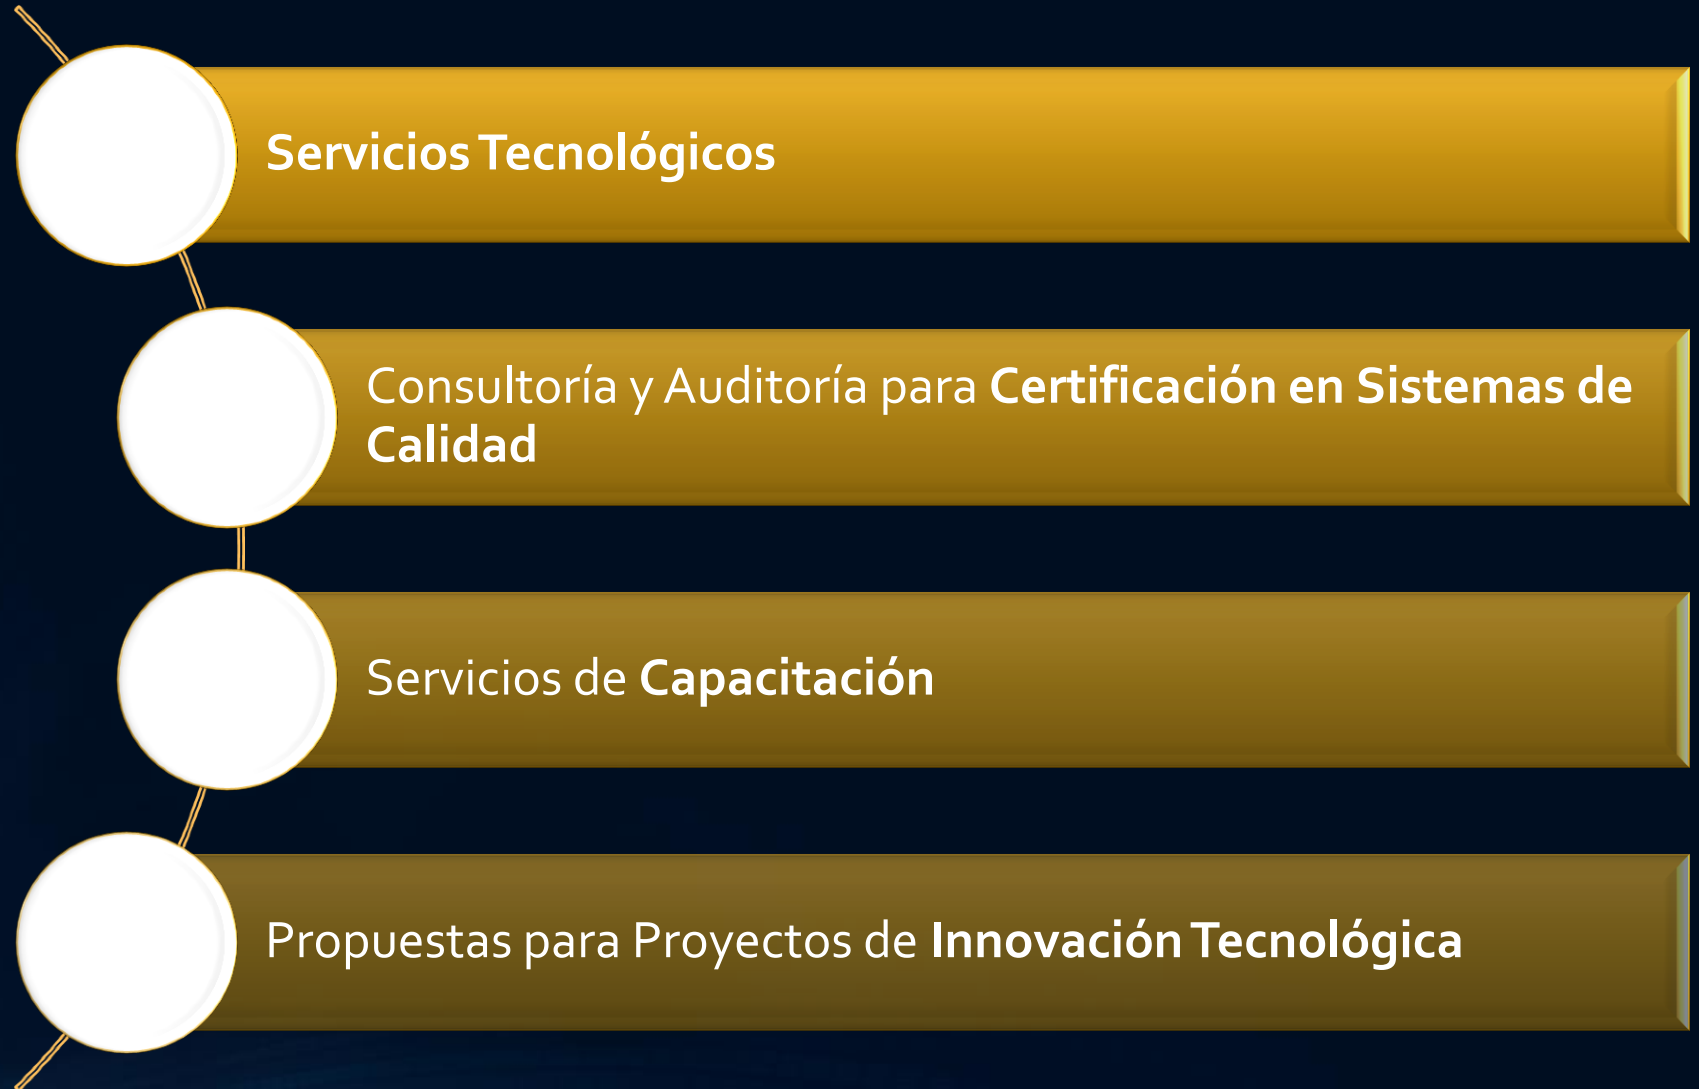 Servicios Tecnológicos
Consultoría y Auditoría para Certificación en Sistemas de
Calidad
Servicios de Capacitación
Propuestas para Proyectos de Innovación Tecnológica